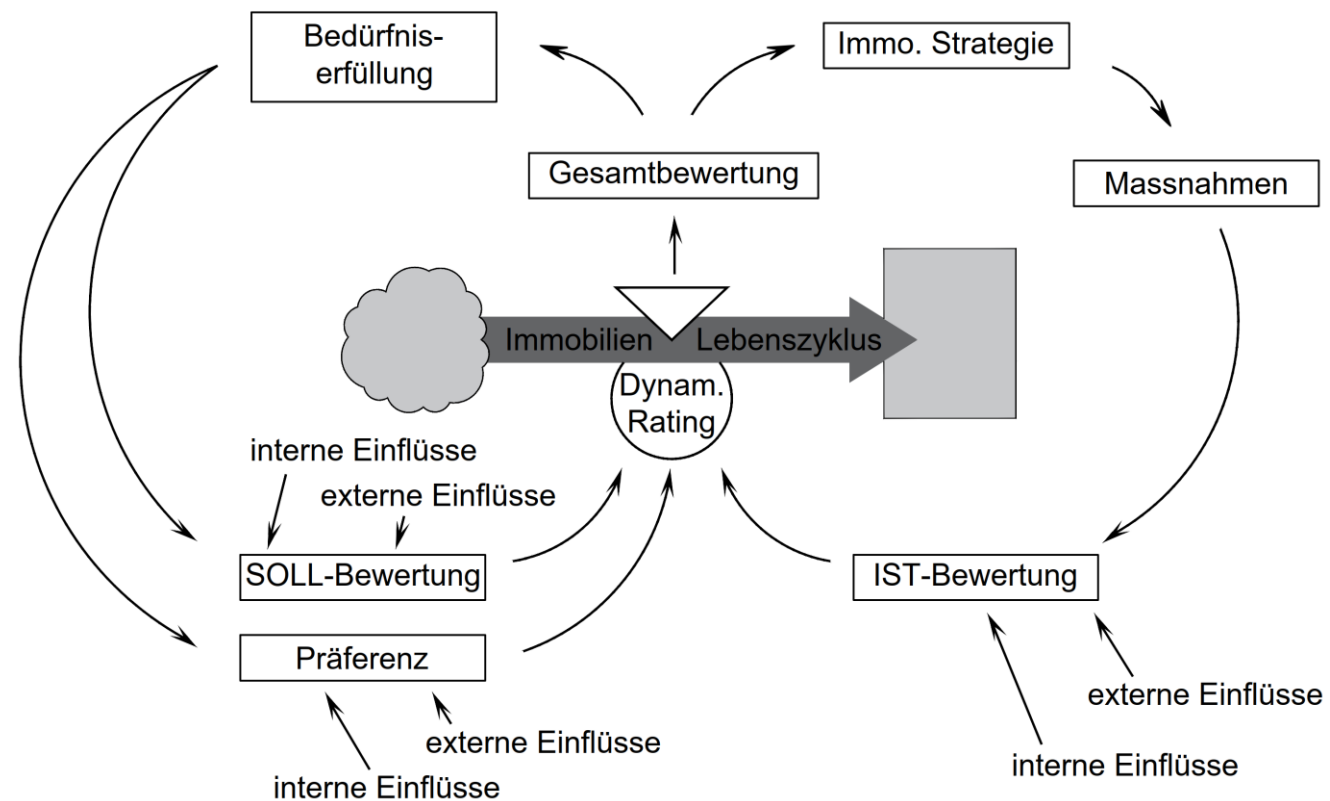 Bedürfnis-
erfüllung
Immo. Strategie
Gesamtbewertung
Massnahmen
Immobilien Lebenszyklus
Dynam.
Rating
interne Einflüsse
externe Einflüsse
SOLL-Bewertung
IST-Bewertung
Präferenz
externe Einflüsse
externe Einflüsse
interne Einflüsse
interne Einflüsse